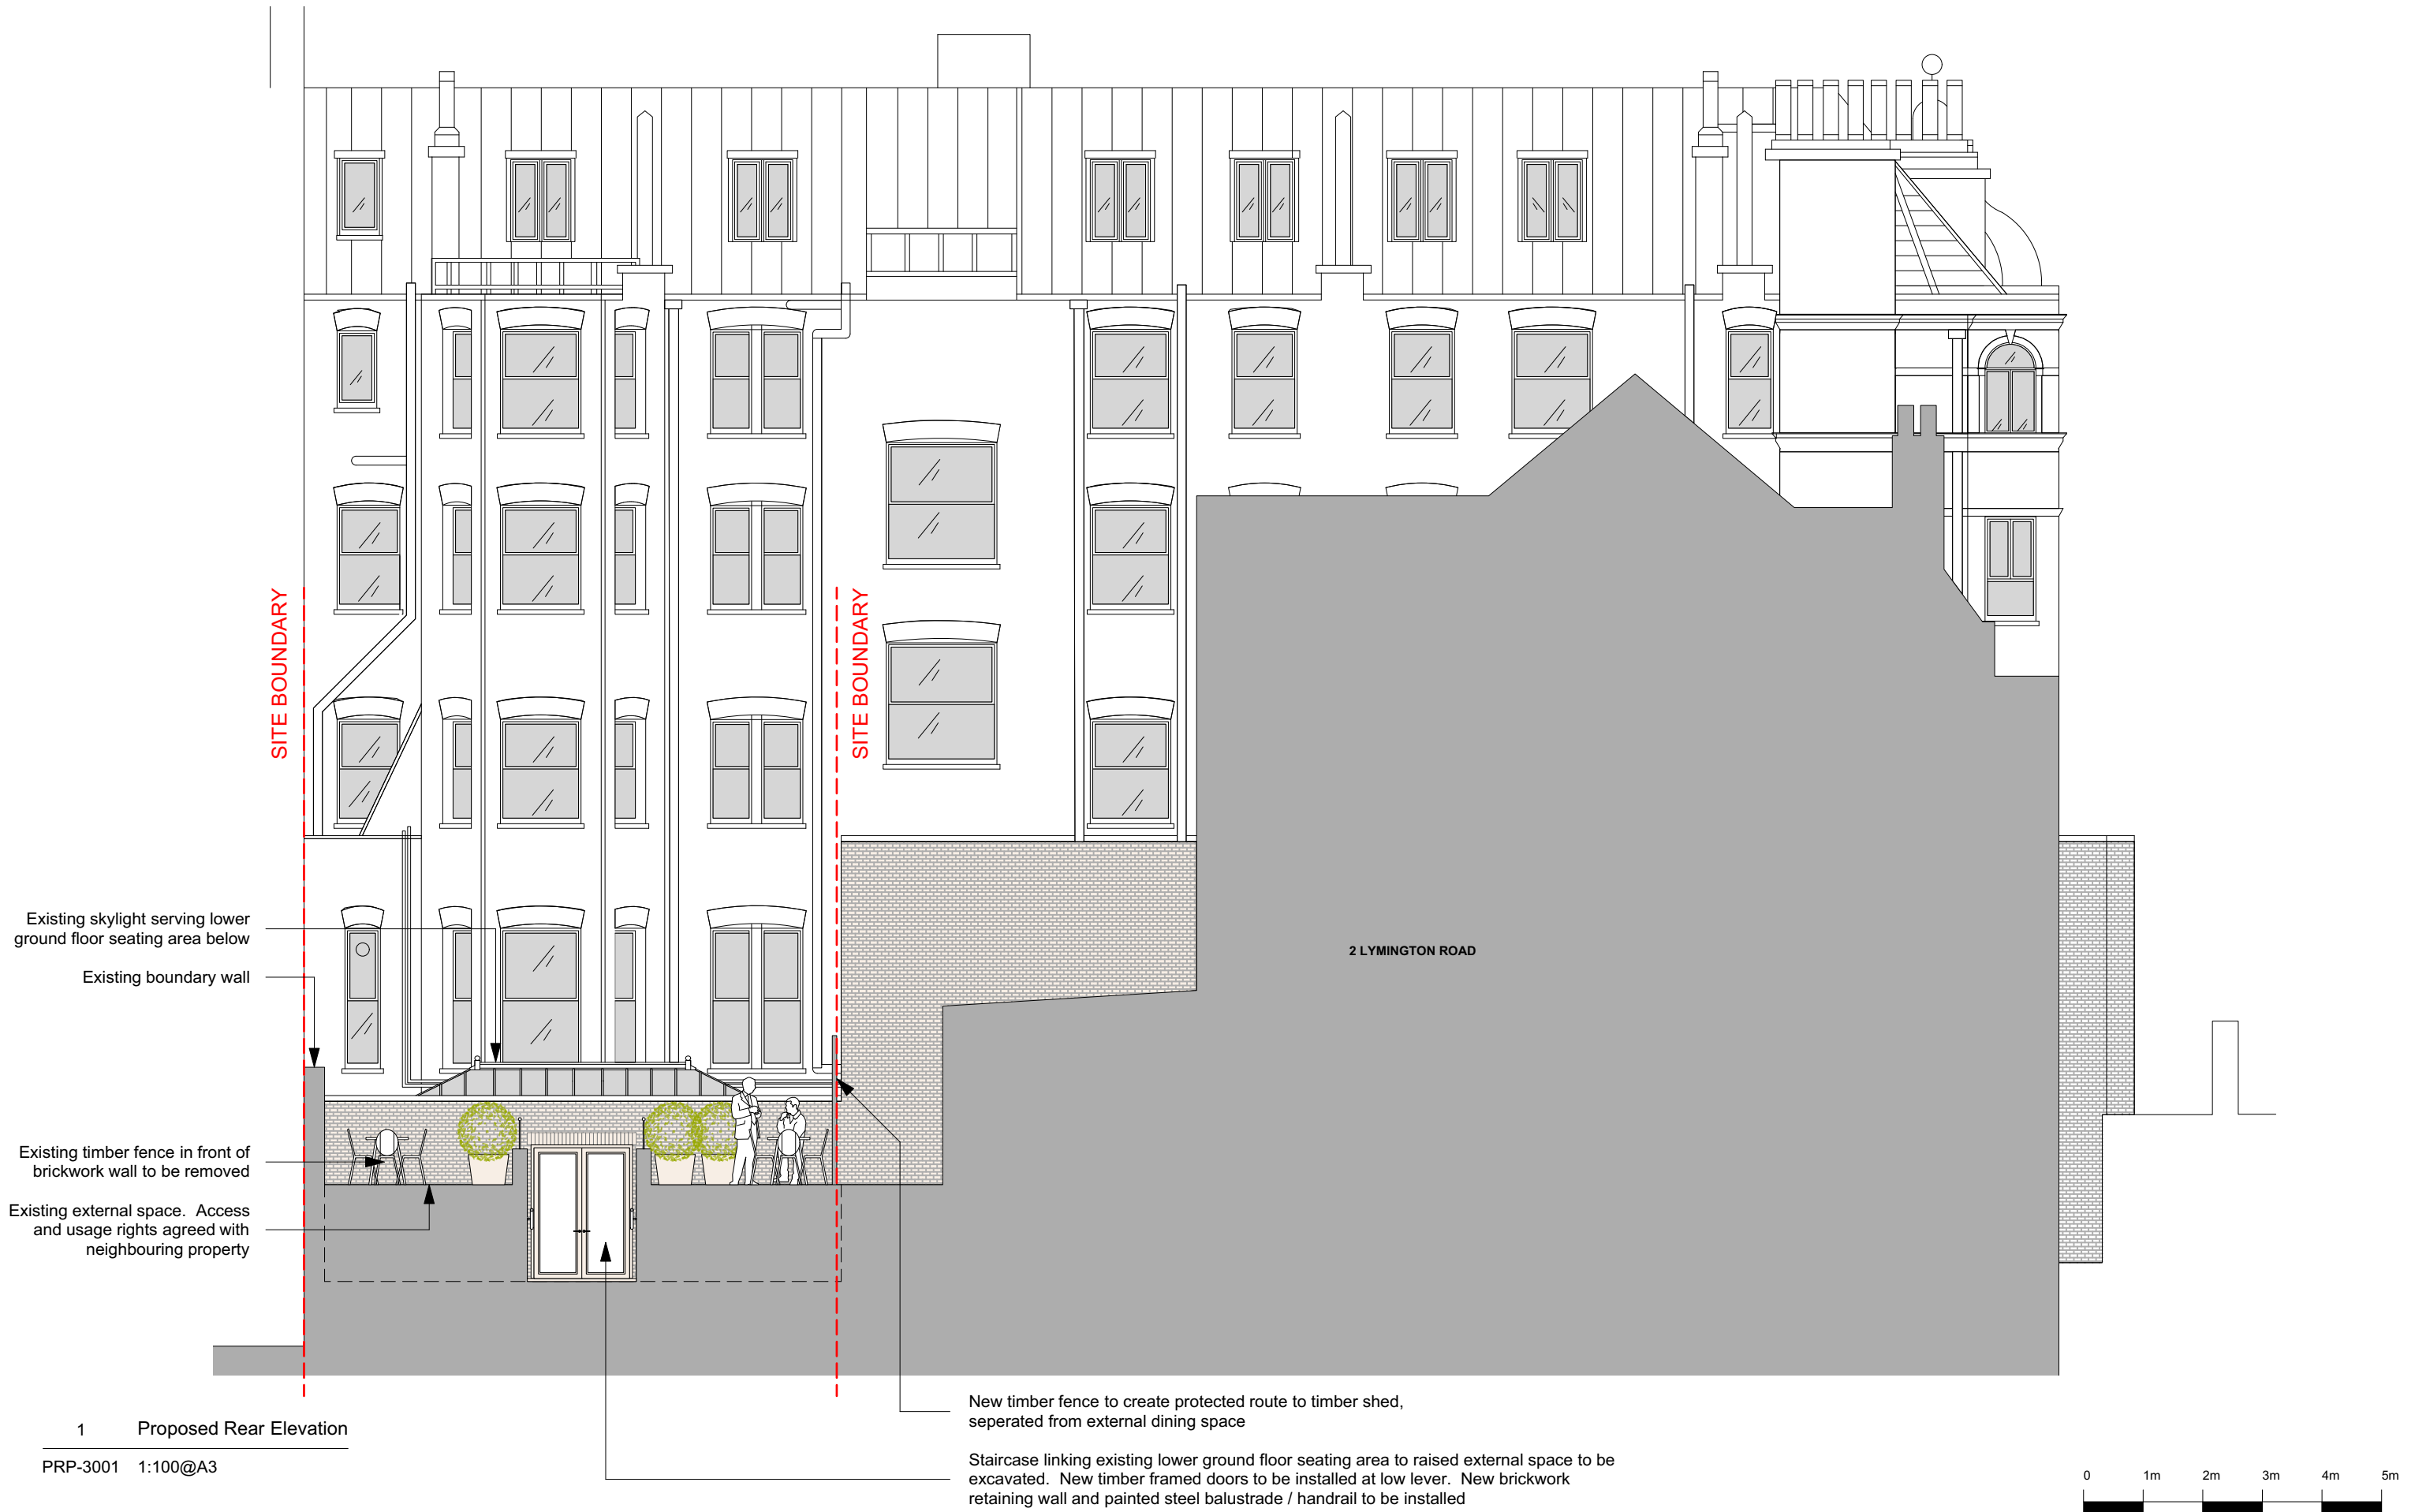 SITE BOUNDARY
SITE BOUNDARY
Existing skylight serving lower
ground floor seating area below
Existing boundary wall
2 LYMINGTON ROAD
Existing timber fence in front of
brickwork wall to be removed
Existing external space. Access
and usage rights agreed with
neighbouring property
New timber fence to create protected route to timber shed,
seperated from external dining space
Staircase linking existing lower ground floor seating area to raised external space to be
excavated. New timber framed doors to be installed at low lever. New brickwork
retaining wall and painted steel balustrade / handrail to be installed
1 Proposed Rear Elevation
PRP-3001 1:100@A3
0 1m 2m 3m 4m 5m